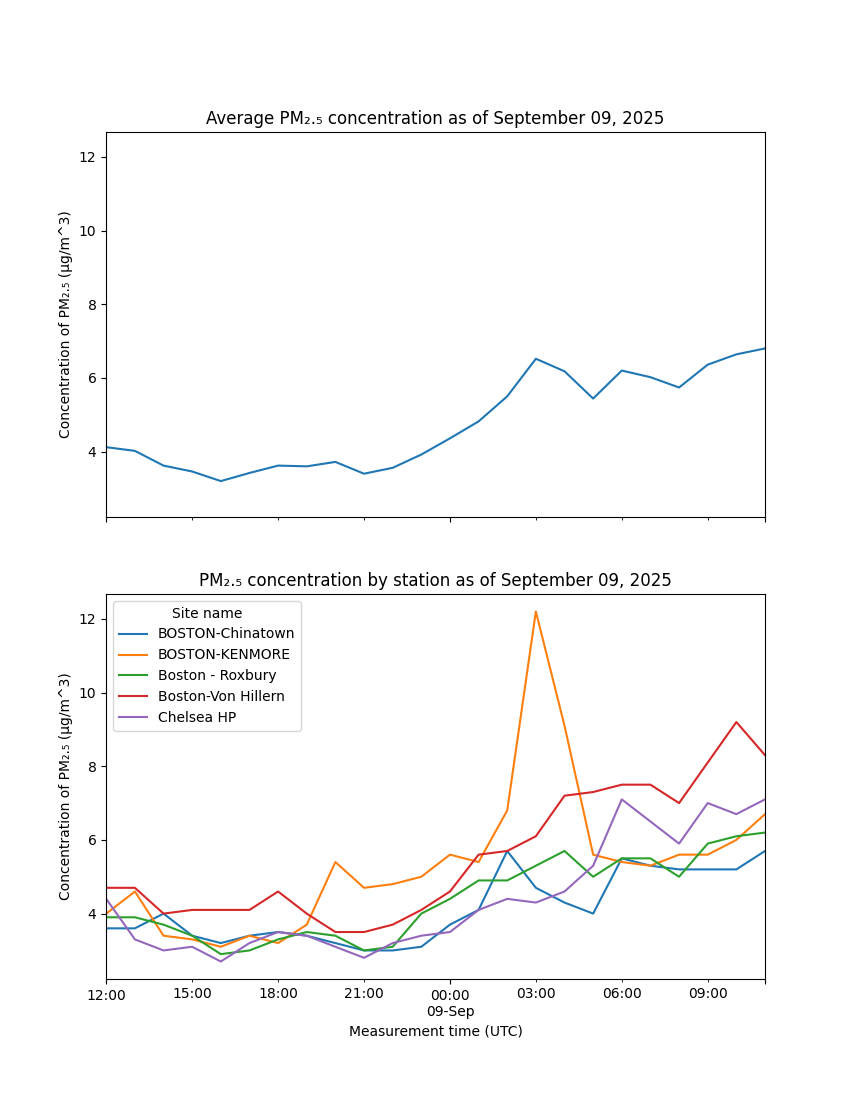 Average PM₂.₅ concentration as of September 09, 2025
12
10
8
6
4
Concentration of PM₂.₅ (µg/m^3)
PM₂.₅ concentration by station as of September 09, 2025
12
10
8
6
4
Concentration of PM₂.₅ (µg/m^3)
Site name
BOSTON-Chinatown
BOSTON-KENMORE
Boston - Roxbury
Boston-Von Hillern
Chelsea HP
12:00 15:00 18:00 21:00 00:00 03:00 06:00 09:00
09-Sep
Measurement time (UTC)